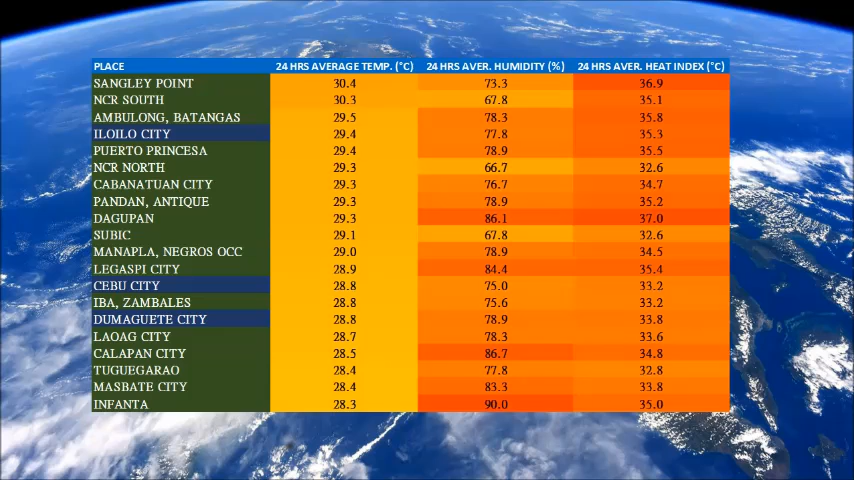 PLACE 24 HRS AVERAGE TEMP. (°C) 24 HRS AVER. HUMIDITY (%) 24 HRS AVER. HEAT INDEX (°C)
SANGLEY POINT 30.4 73.3 36.9
NCR SOUTH 30.3 67.8 35.1
AMBULONG, BATANGAS 29.5 78.3 35.8
ILOILO CITY 29.4 77.8 35.3
PUERTO PRINCESA 29.4 78.9 35.5
NCR NORTH 29.3 66.7 32.6
CABANATUAN CITY 29.3 76.7 34.7
PANDAN, ANTIQUE 29.3 78.9 35.2
DAGUPAN 29.3 86.1 37.0
SUBIC 29.1 67.8 32.6
MANAPLA, NEGROS OCC 29.0 78.9 34.5
LEGASPI CITY 28.9 84.4 35.4
CEBU CITY 28.8 75.0 33.2
IBA, ZAMBALES 28.8 75.6 33.2
DUMAGUETE CITY 28.8 78.9 33.8
LAOAG CITY 28.7 78.3 33.6
CALAPAN CITY 28.5 86.7 34.8
TUGUEGARAO 28.4 77.8 32.8
MASBATE CITY 28.4 83.3 33.8
INFANTA 28.3 90.0 35.0